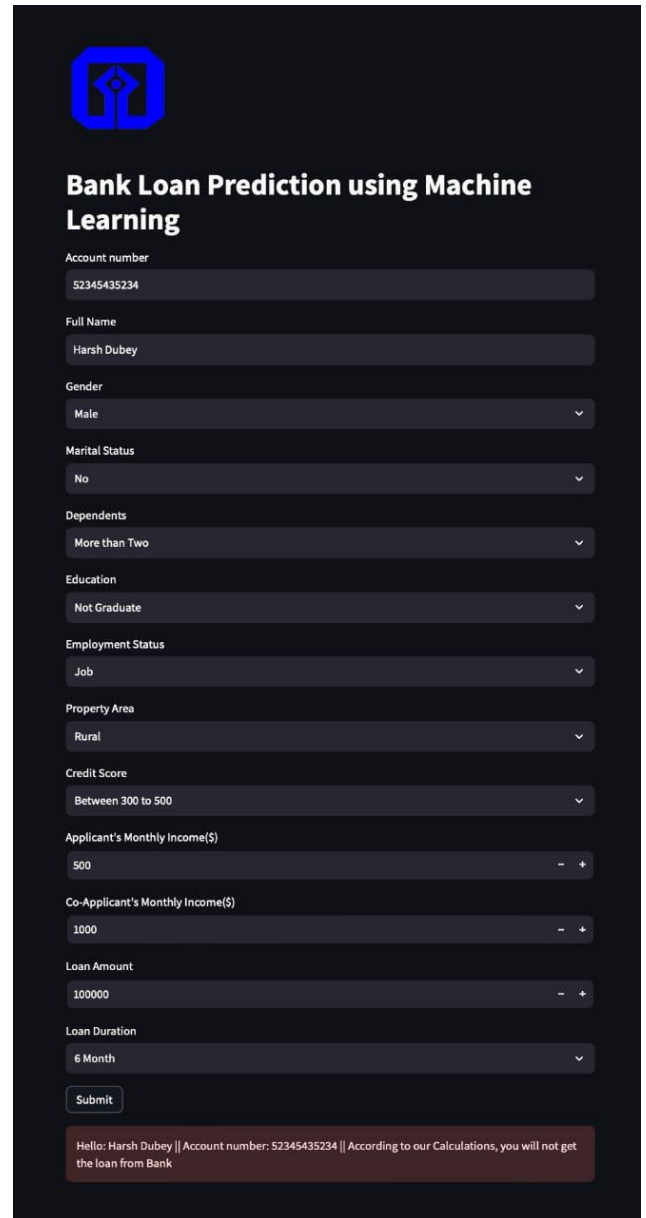 Bank Loan Prediction using Machine
Learning
Account number
52345435234
Full Name
Harsh Dubey
Gender
Male
Marital Status
No
Dependents
More than Two
Education
Not Graduate
Employment Status
Job
Property Area
Rural
Credit Score
Between 300 to 500
Applicant's Monthly Income($)
500
Co-Applicant's Monthly Income($)
1000
Loan Amount
100000
Loan Duration
6 Month
Submit
Hello: Harsh Dubey || Account number: 52345435234 || According to our Calculations, you will not get
the loan from Bank